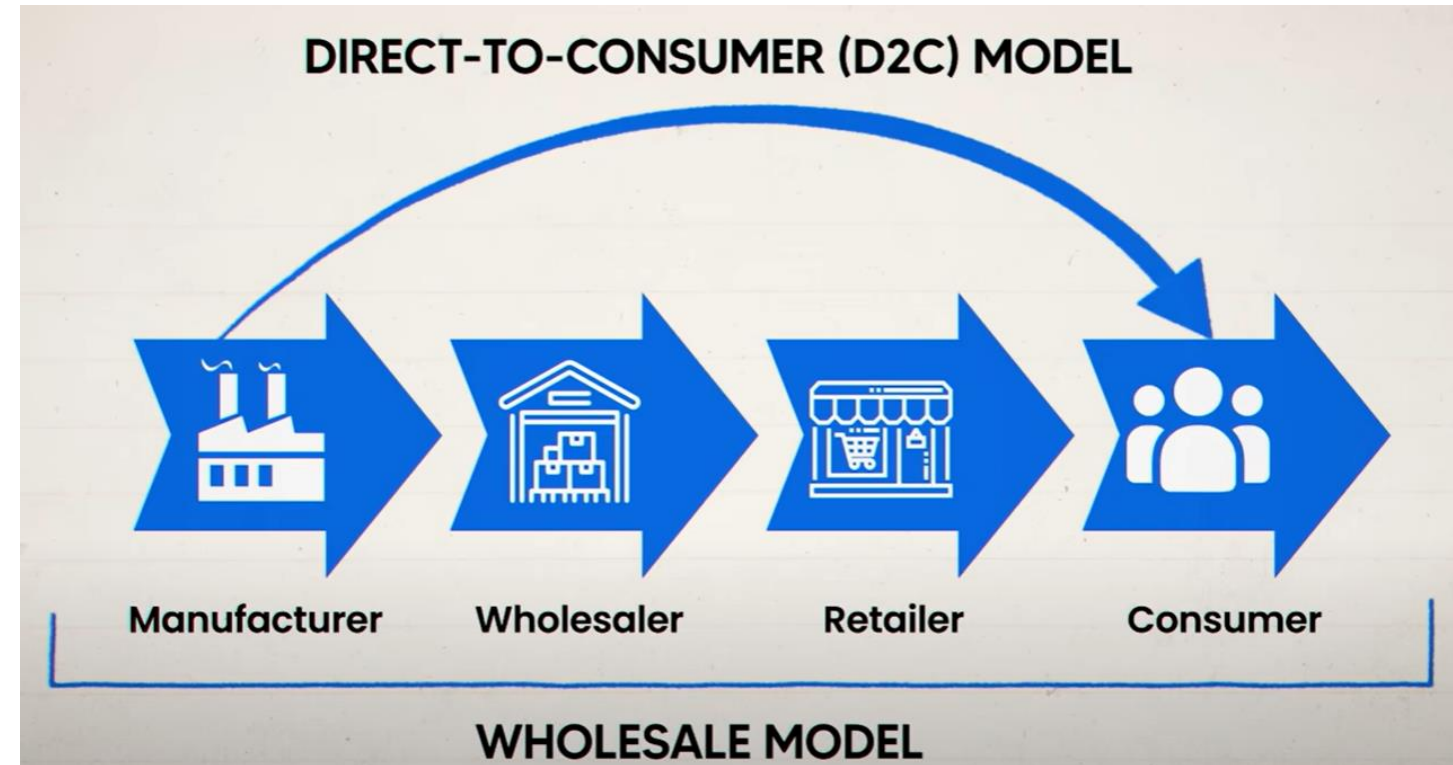 DIRECT-TO-CONSUMER (D2C) MODEL
Manufacturer Wholesaler Retailer Consumer
WHOLESALE MODEL